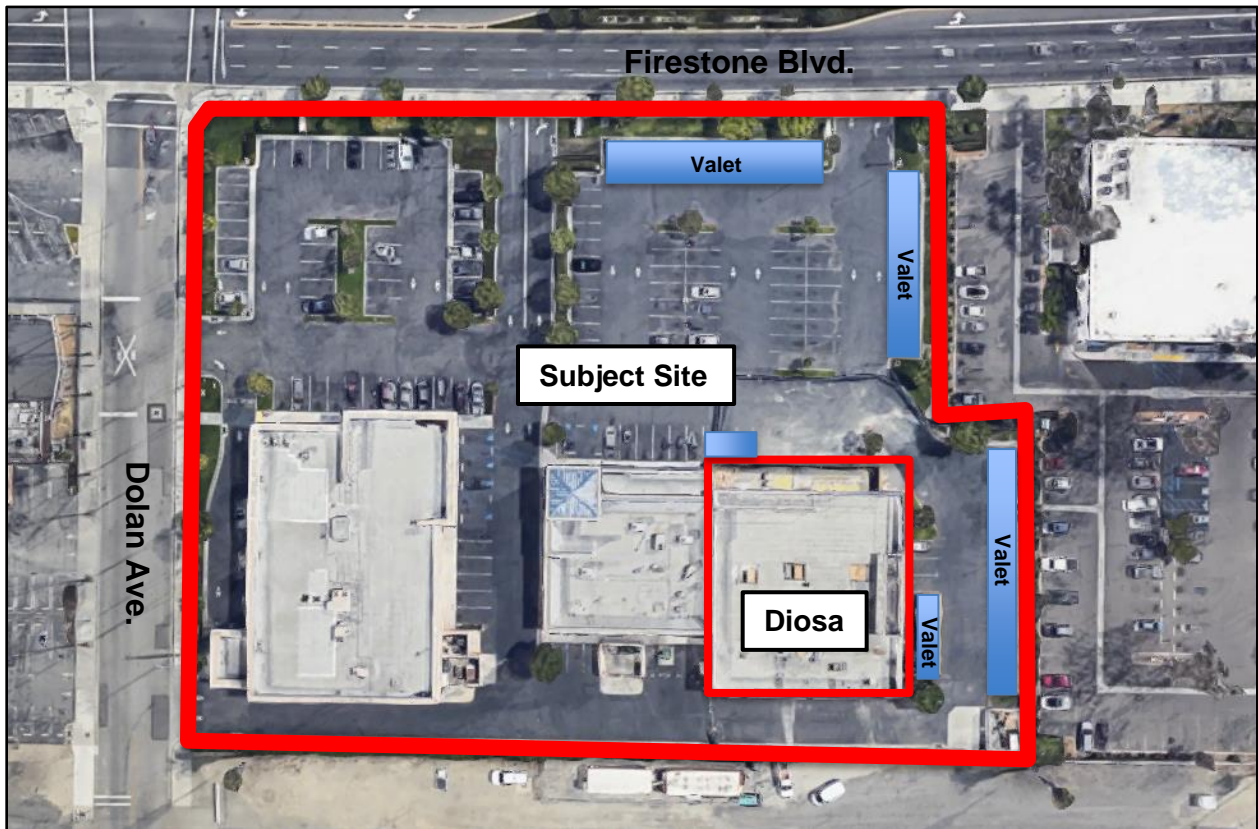 Firestone Blvd.
Valet
Valet
Subject Site
Dolan Ave.
Valet
Diosa
Valet